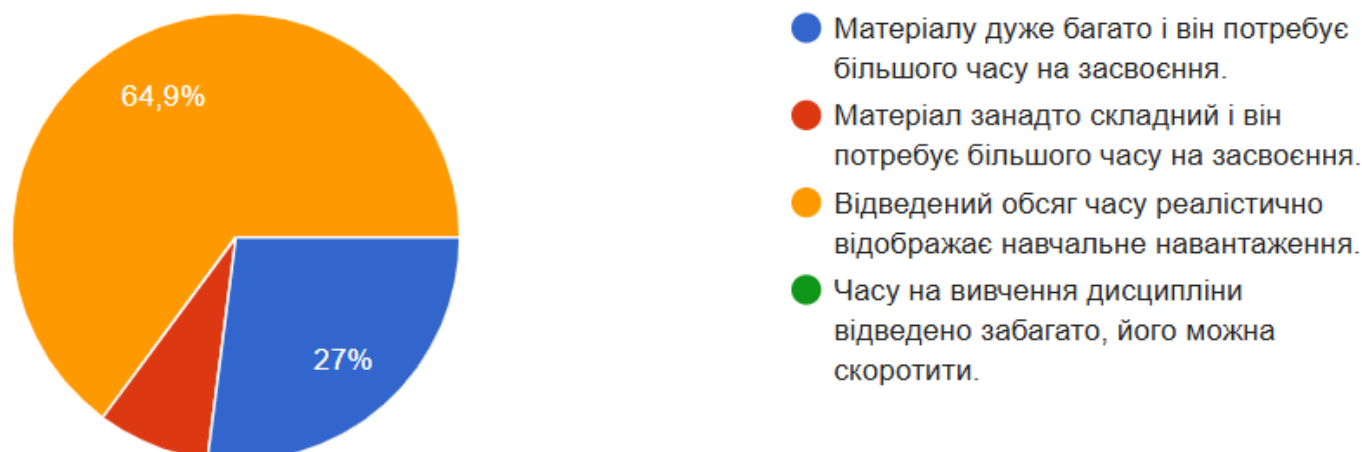 64,9%
27%
Матеріалу дуже багато і він потребує
більшого часу на засвоєння.
Матеріал занадто складний і він
потребує більшого часу на засвоєння.
Відведений обсяг часу реалістично
відображає навчальне навантаження.
Часу на вивчення дисципліни
відведено забагато, його можна
скоротити.